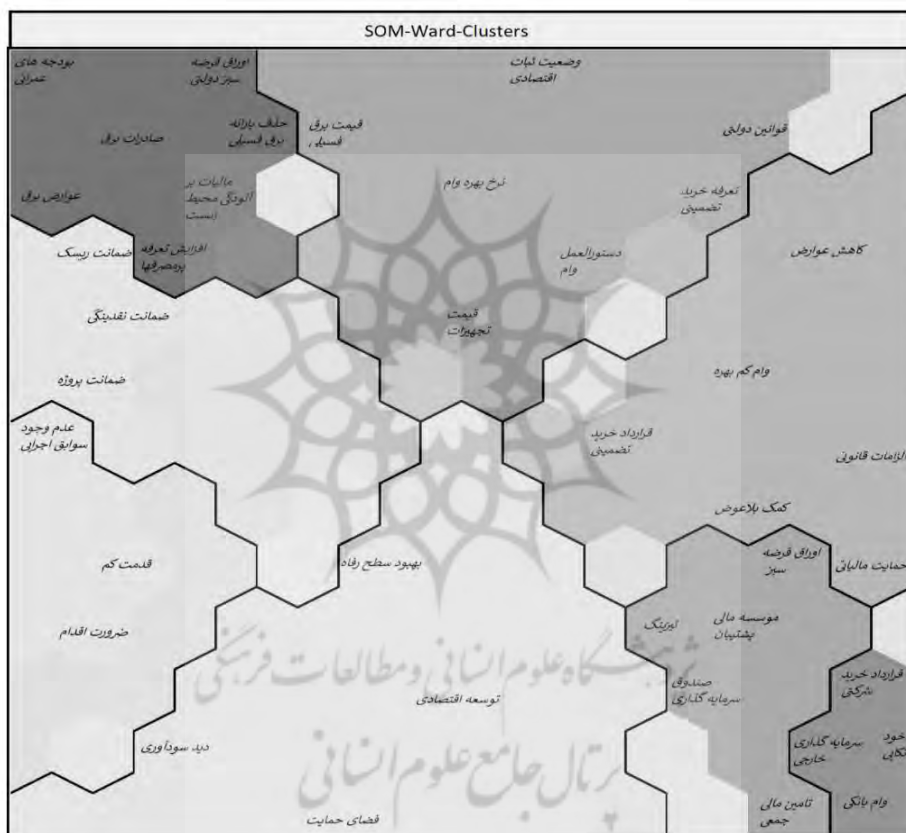 SOM-Ward-Clusters
بودجه های
عمرانی
اوراق قرضه
سبز دولتی
وضعیت ثبات
اقتصادی
صادرات برق
حذف یارانه
برق فسیلی
قیمت برق
فسیلی
قوانین دولتی
عوارض برق
مالیات بر
آلودگی محیط
زیست
نرخ بهره وام
تعرفه خرید
تضمینی
ضمانت ریسک
افزایش تعرفه
پرمصرفها
دستورالعمل
وام
کاهش عوارض
ضمانت نقدینگی
قیمت
تجهیزات
ضمانت پروژه
وام کم بهره
عدم وجود
سوابق اجرایی
قرارداد خرید
تضمینی
الزامات قانونی
کمک بلاعوض
قدمت کم
بهبود سطح رفاه
اوراق قرضه
سبز
حمایت مالیاتی
ضرورت اقدام
لیزینگ
موسسه مالی
پشتیبان
پژوهشگاه علوم انسانی و مطالعات فرهنگی
توسعه اقتصادی
صندوق
سرمایه گذاری
قرارداد خرید
شرکتی
دید سودآوری
پرتال جامع علوم انسانی
سرمایه گذاری
خارجی
خود
فضای حمایت
تامین مالی
جمعی
وام بانکی